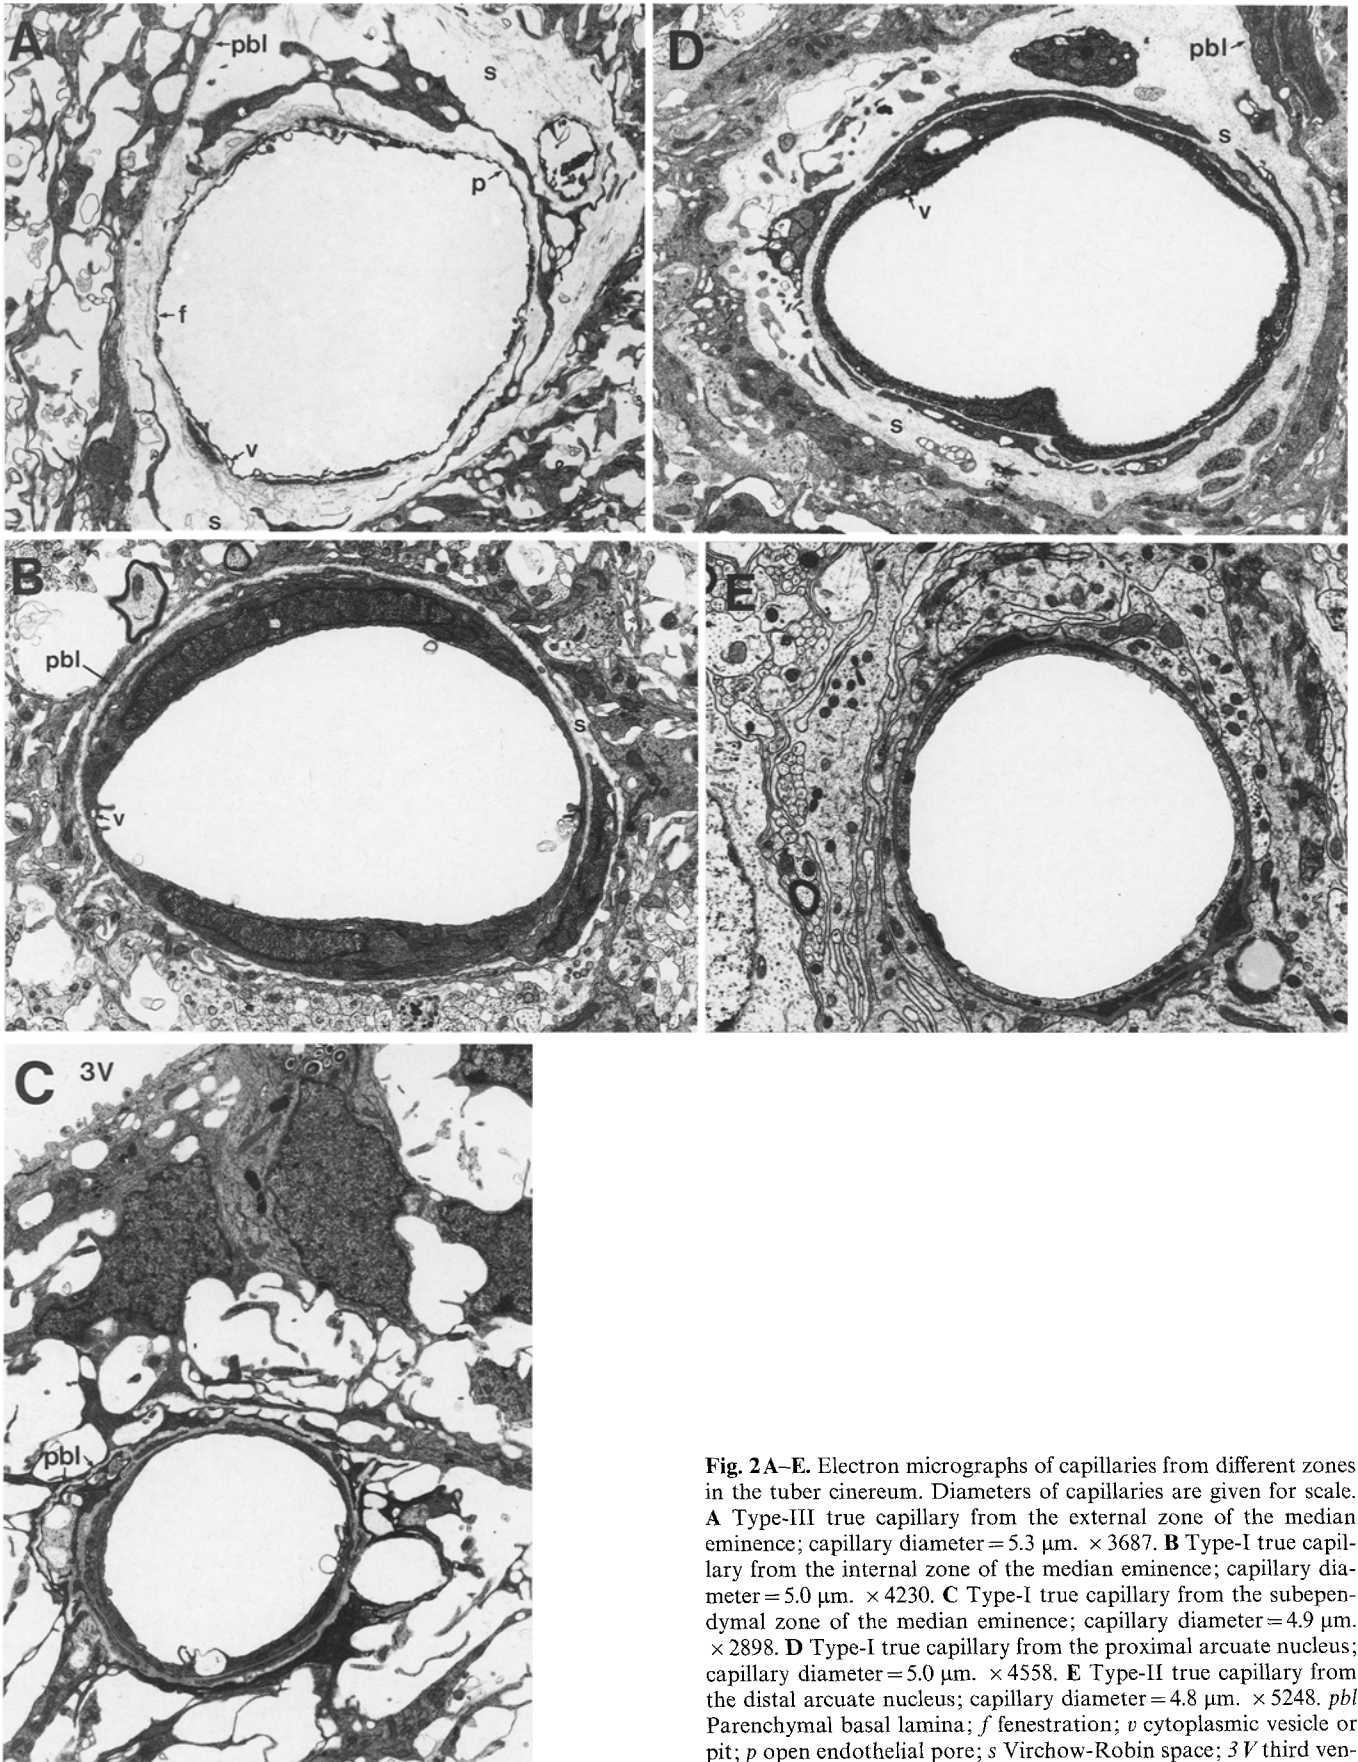 A
pbl
s
p
f
v
s
D
pbl
s
v
s
B
pbl
s
v
E
C 3V
pbl
Fig. 2 A–E. Electron micrographs of capillaries from different zones
in the tuber cinereum. Diameters of capillaries are given for scale.
A Type-III true capillary from the external zone of the median
eminence; capillary diameter = 5.3 µm. × 3687. B Type-I true capil-
lary from the internal zone of the median eminence; capillary dia-
meter = 5.0 µm. × 4230. C Type-I true capillary from the subepen-
dymal zone of the median eminence; capillary diameter = 4.9 µm.
× 2898. D Type-I true capillary from the proximal arcuate nucleus;
capillary diameter = 5.0 µm. × 4558. E Type-II true capillary from
the distal arcuate nucleus; capillary diameter = 4.8 µm. × 5248. pbl
Parenchymal basal lamina; f fenestration; v cytoplasmic vesicle or
pit; p open endothelial pore; s Virchow-Robin space; 3 V third ven-